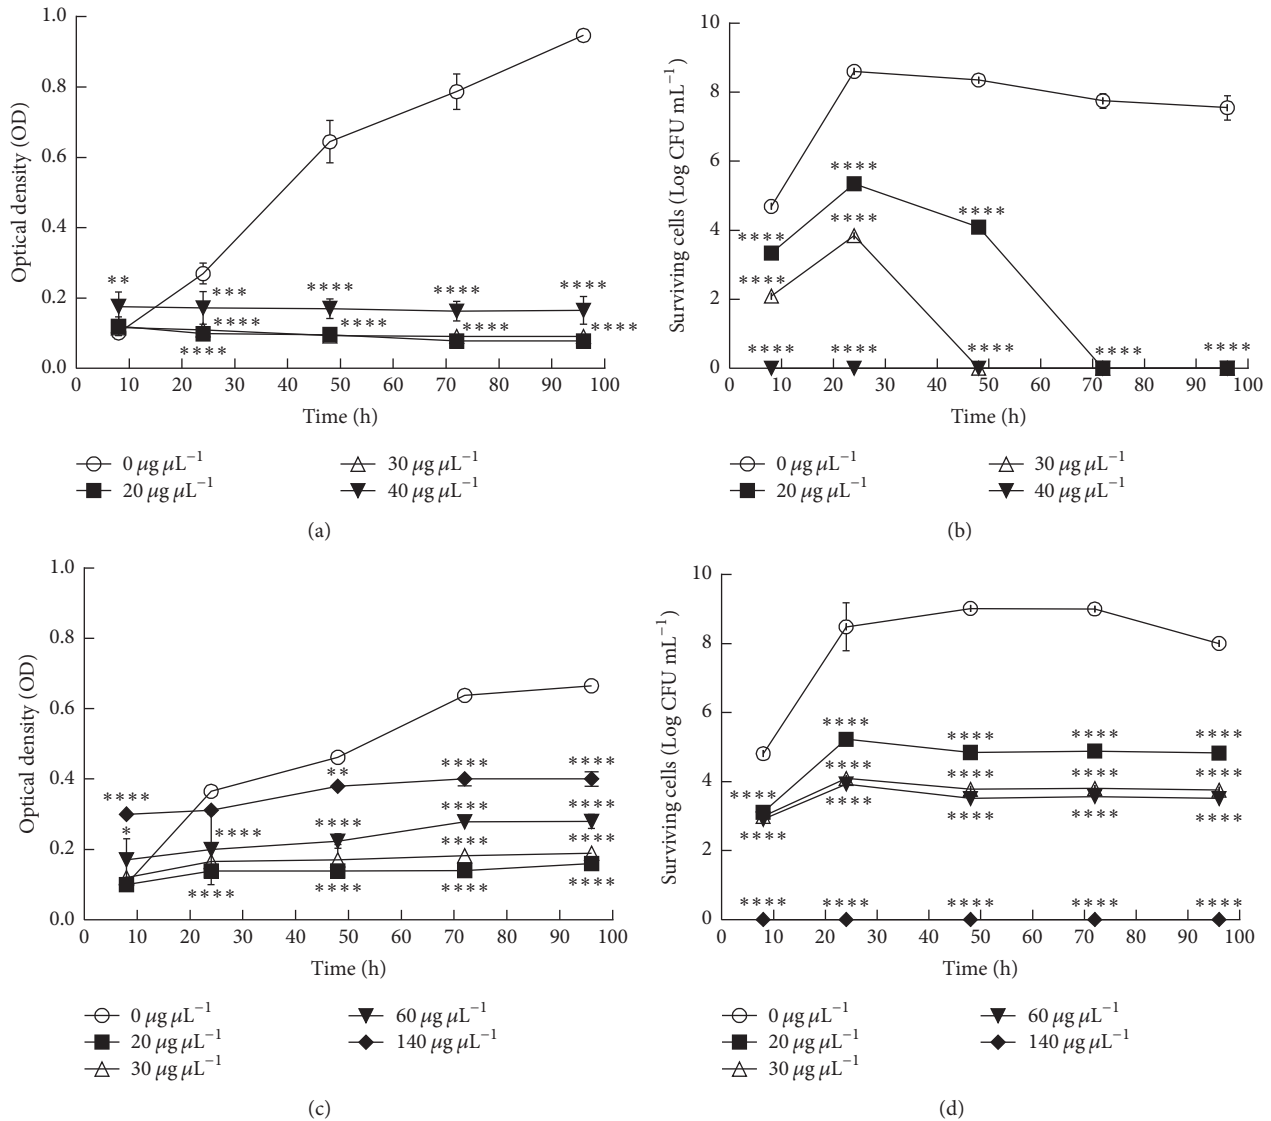 1.0
0.8
0.6
0.4
0.2
0.0
Optical density (OD)
** *** **** **** ****
**** **** **** ****
****
0 10 20 30 40 50 60 70 80 90 100
Time (h)
0 μg μL−1
20 μg μL−1
30 μg μL−1
40 μg μL−1
(a)
10
8
6
4
2
0
Surviving cells (Log CFU mL−1)
****
**** **** ****
****
**** **** **** **** ****
0 10 20 30 40 50 60 70 80 90 100
Time (h)
0 μg μL−1
20 μg μL−1
30 μg μL−1
40 μg μL−1
(b)
1.0
0.8
0.6
0.4
0.2
0.0
Optical density (OD)
**** ** **** ****
* **** **** **** ****
**** ****
**** **** **** ****
0 10 20 30 40 50 60 70 80 90 100
Time (h)
0 μg μL−1
20 μg μL−1
30 μg μL−1
60 μg μL−1
140 μg μL−1
(c)
10
8
6
4
2
0
Surviving cells (Log CFU mL−1)
**** **** **** ****
**** **** **** **** ****
**** **** **** **** ****
**** **** **** **** ****
0 10 20 30 40 50 60 70 80 90 100
Time (h)
0 μg μL−1
20 μg μL−1
30 μg μL−1
60 μg μL−1
140 μg μL−1
(d)